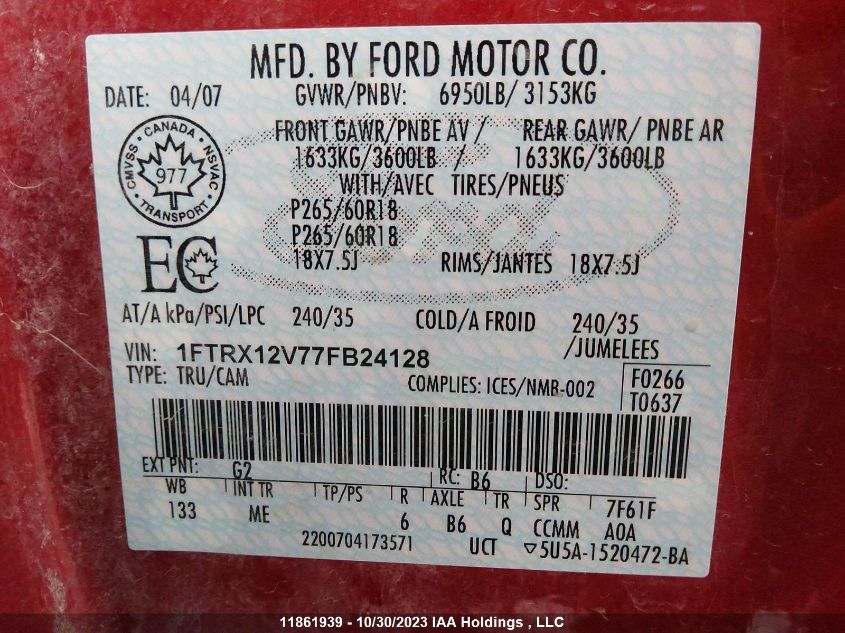 MFD. BY FORD MOTOR CO.
DATE: 04/07 GVWR/PNBV: 6950LB/ 3153KG
FRONT GAWR/PNBE AV / REAR GAWR/ PNBE AR
1633KG/3600LB / 1633KG/3600LB
WITH/AVEC TIRES/PNEUS
CMVSS • CANADA • NSVAC • TRANSPORT •
977
P265/60R18
P265/60R18
18X7.5J RIMS/JANTES 18X7.5J
EC
AT/A kPa/PSI/LPC 240/35 COLD/A FROID 240/35
/JUMELEES
VIN: 1FTRX12V77FB24128
TYPE: TRU/CAM COMPLIES: ICES/NMB-002 F0266
T0637
EXT PNT: G2 RC: B6 DSO:
WB INT TR TP/PS R AXLE TR SPR 7F61F
133 ME 6 B6 Q CCMM A0A
2200704173571 UCT ▽5U5A-1520472-BA
11861939 - 10/30/2023 IAA Holdings , LLC